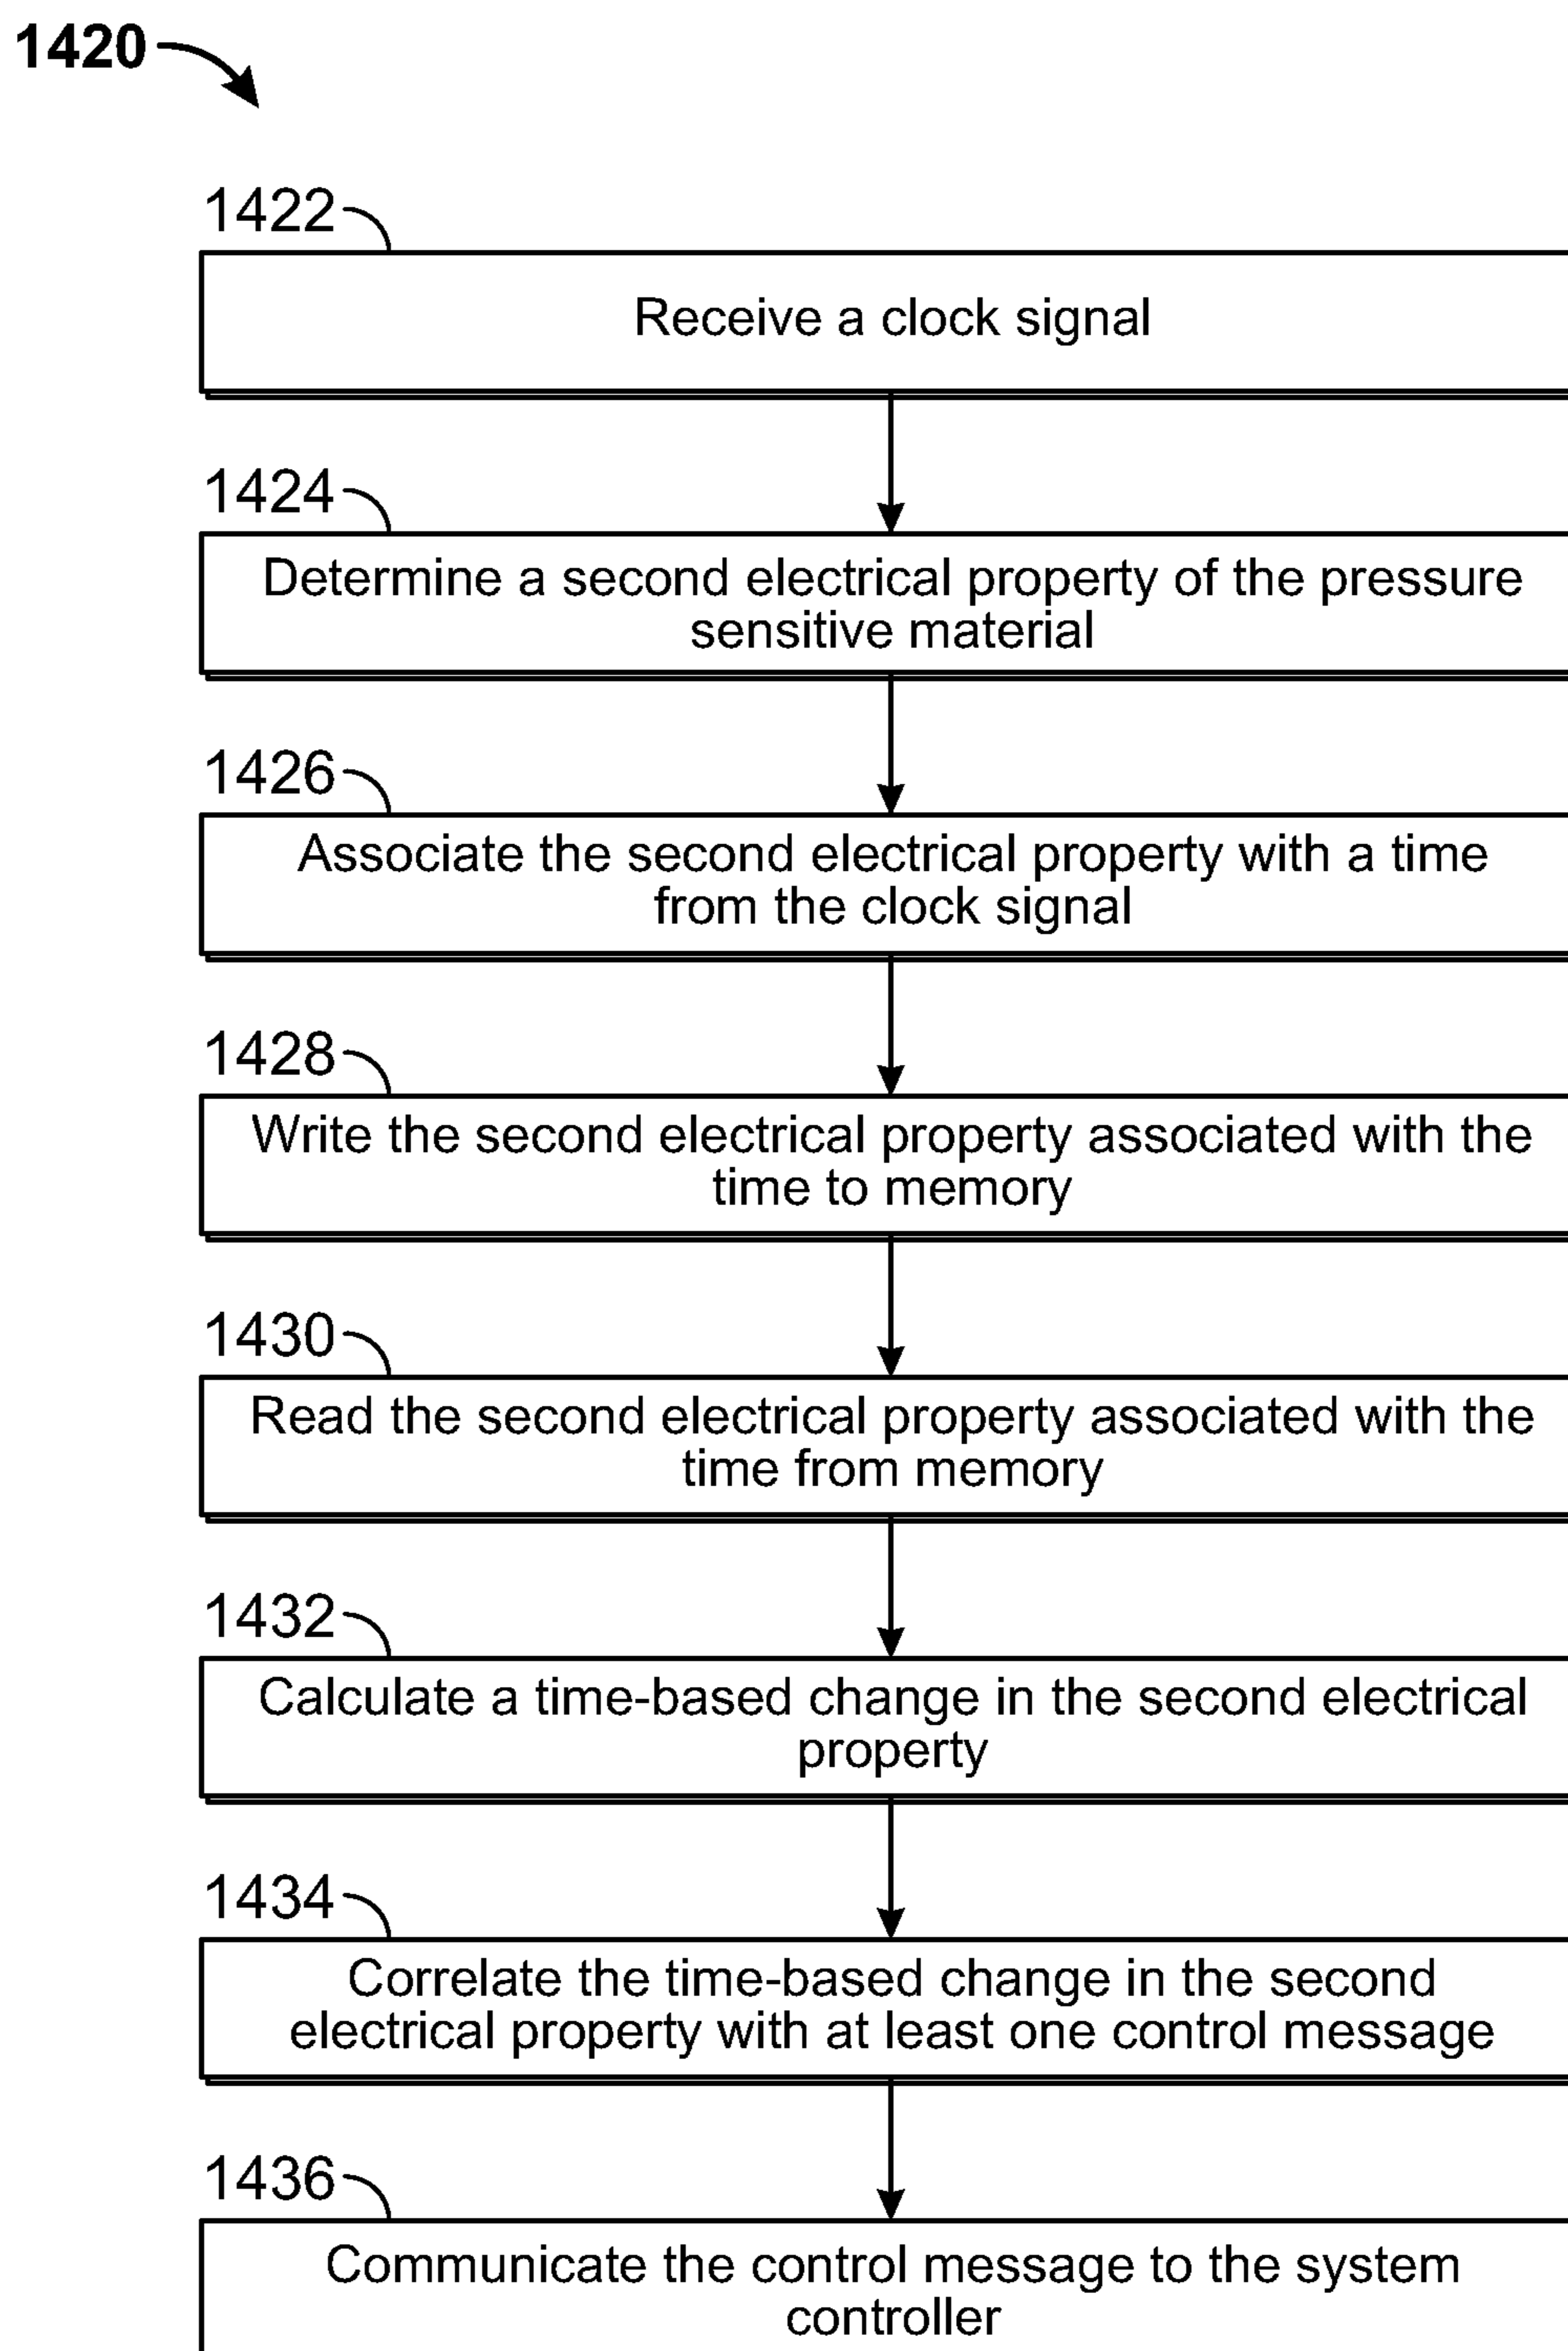 1420
1422
Receive a clock signal
1424
Determine a second electrical property of the pressure
sensitive material
1426
Associate the second electrical property with a time
from the clock signal
1428
Write the second electrical property associated with the
time to memory
1430
Read the second electrical property associated with the
time from memory
1432
Calculate a time-based change in the second electrical
property
1434
Correlate the time-based change in the second
electrical property with at least one control message
1436
Communicate the control message to the system
controller